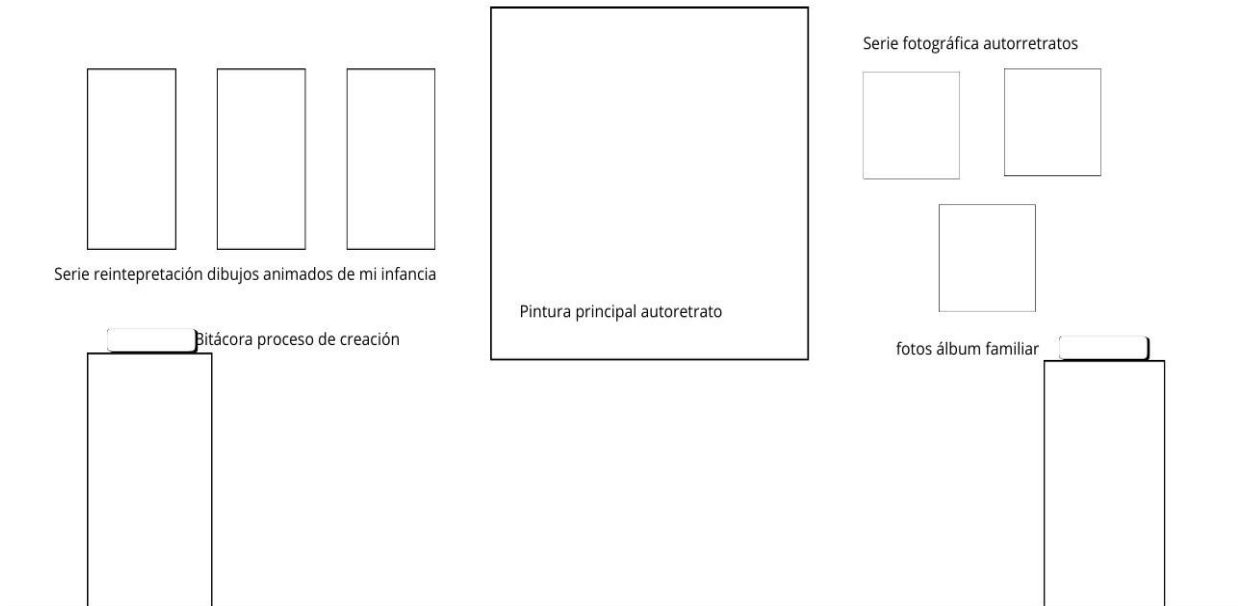 Serie fotográfica autorretratos
Serie reintepretación dibujos animados de mi infancia
Pintura principal autoretrato
Bitácora proceso de creación
fotos álbum familiar